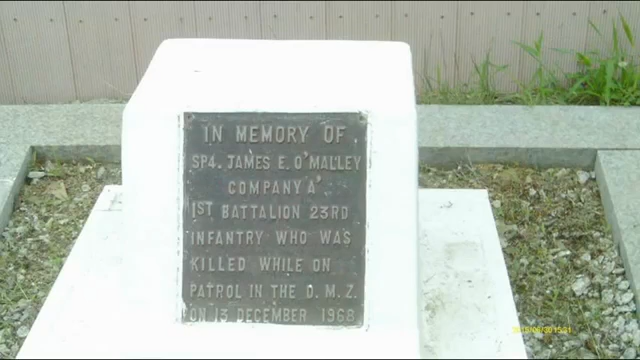 IN MEMORY OF
SP4. JAMES E. O'MALLEY
COMPANY A'
1ST BATTALION 23RD
INFANTRY WHO WAS
KILLED WHILE ON
PATROL IN THE D.M.Z.
ON 13 DECEMBER 1968